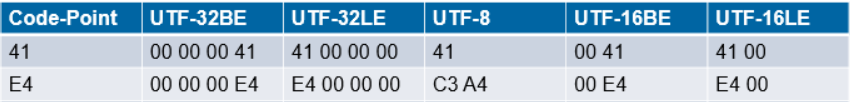 Code-Point UTF-32BE UTF-32LE UTF-8 UTF-16BE UTF-16LE
41 00 00 00 41 41 00 00 00 41 00 41 41 00
E4 00 00 00 E4 E4 00 00 00 C3 A4 00 E4 E4 00